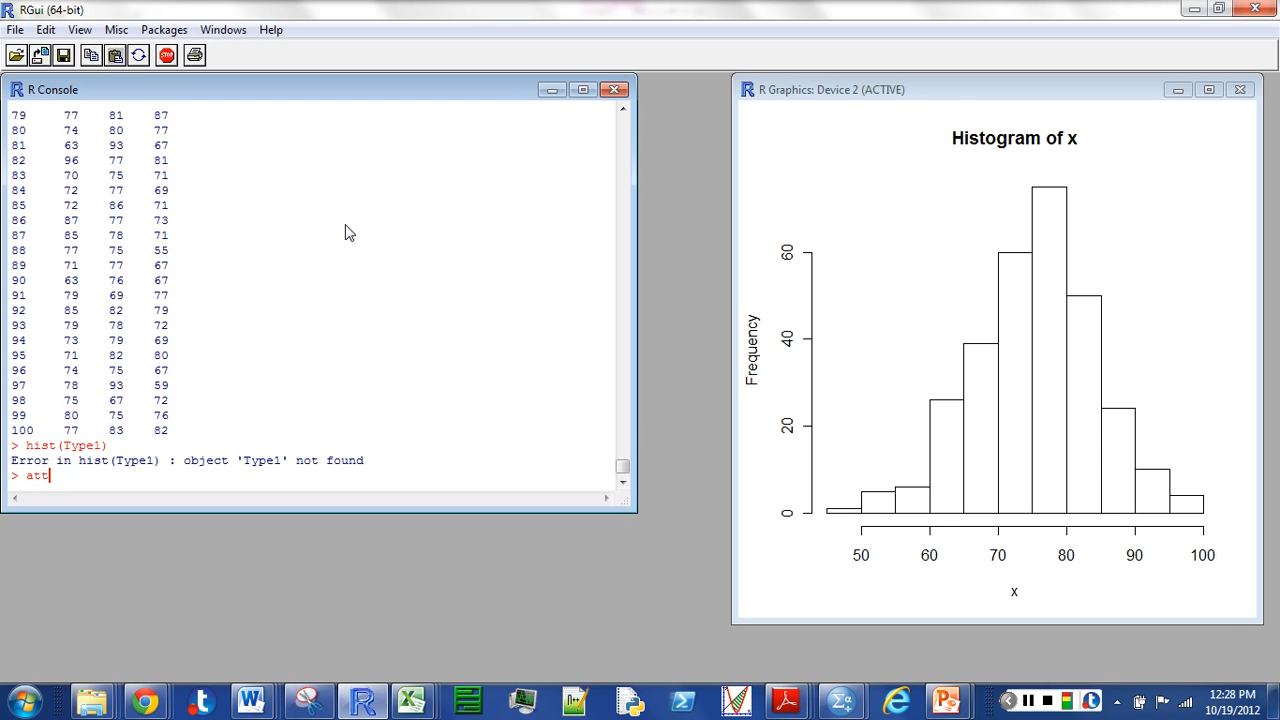 RGui (64-bit)
File Edit View Misc Packages Windows Help
STOP
R Console
79 77 81 87
80 74 80 77
81 63 93 67
82 96 77 81
83 70 75 71
84 72 77 69
85 72 86 71
86 87 77 73
87 85 78 71
88 77 75 55
89 71 77 67
90 63 76 67
91 79 69 77
92 85 82 79
93 79 78 72
94 73 79 69
95 71 82 80
96 74 75 67
97 78 93 59
98 75 67 72
99 80 75 76
100 77 83 82
> hist(Type1)
Error in hist(Type1) : object 'Type1' not found
> att
R Graphics: Device 2 (ACTIVE)
Histogram of x
Frequency
60
40
20
0
50 60 70 80 90 100
x
12:28 PM
10/19/2012